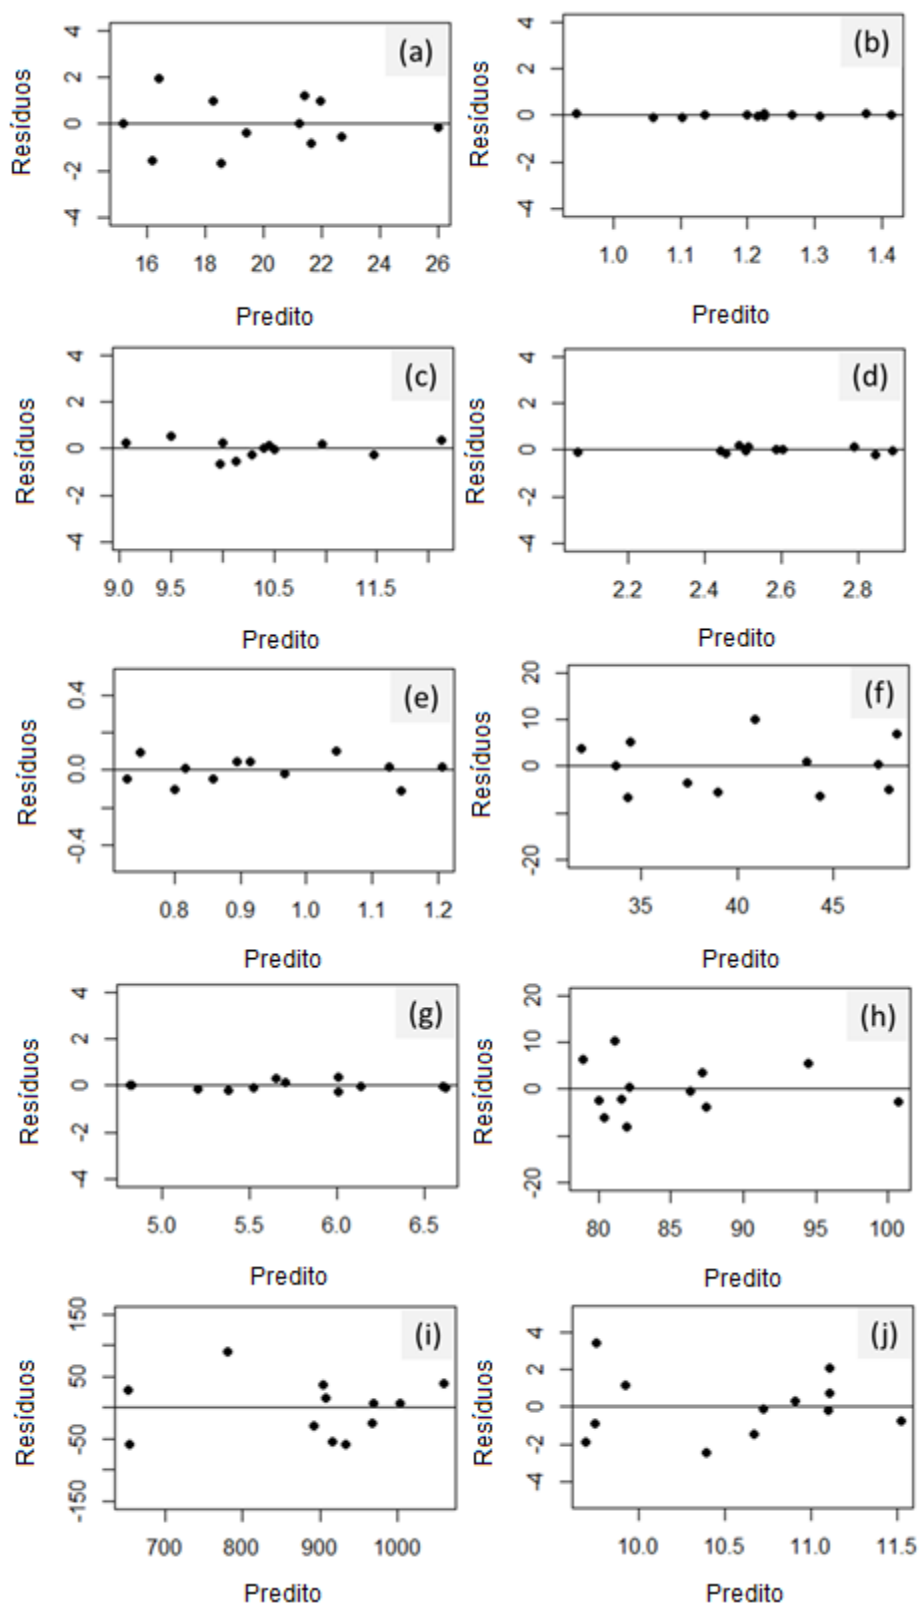 (a)
Resíduos
4
2
0
-2
-4
16 18 20 22 24 26
Predito
(b)
Resíduos
4
2
0
-2
-4
1.0 1.1 1.2 1.3 1.4
Predito
(c)
Resíduos
4
2
0
-2
-4
9.0 9.5 10.5 11.5
Predito
(d)
Resíduos
4
2
0
-2
-4
2.2 2.4 2.6 2.8
Predito
(e)
Resíduos
0.4
0.0
-0.4
0.8 0.9 1.0 1.1 1.2
Predito
(f)
Resíduos
20
10
0
-20
35 40 45
Predito
(g)
Resíduos
4
2
0
-2
-4
5.0 5.5 6.0 6.5
Predito
(h)
Resíduos
20
10
0
-20
80 85 90 95 100
Predito
(i)
Resíduos
150
50
-50
-150
700 800 900 1000
Predito
(j)
Resíduos
4
2
0
-2
-4
10.0 10.5 11.0 11.5
Predito